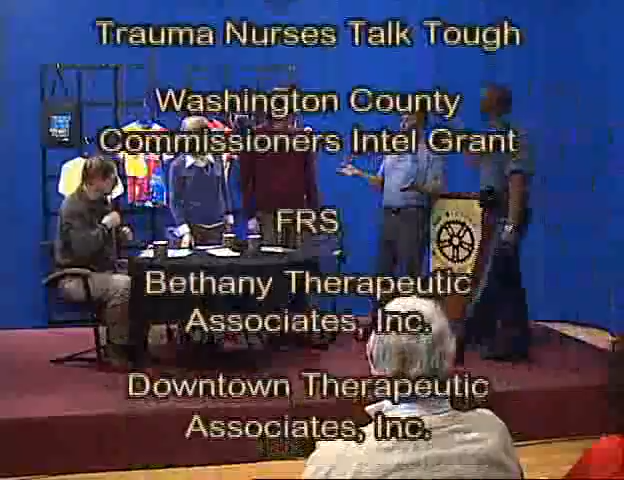 Trauma Nurses Talk Tough
Washington County
Commissioners Intel Grant
FRS
Bethany Therapeutic
Associates, Inc.
Downtown Therapeutic
Associates, Inc.